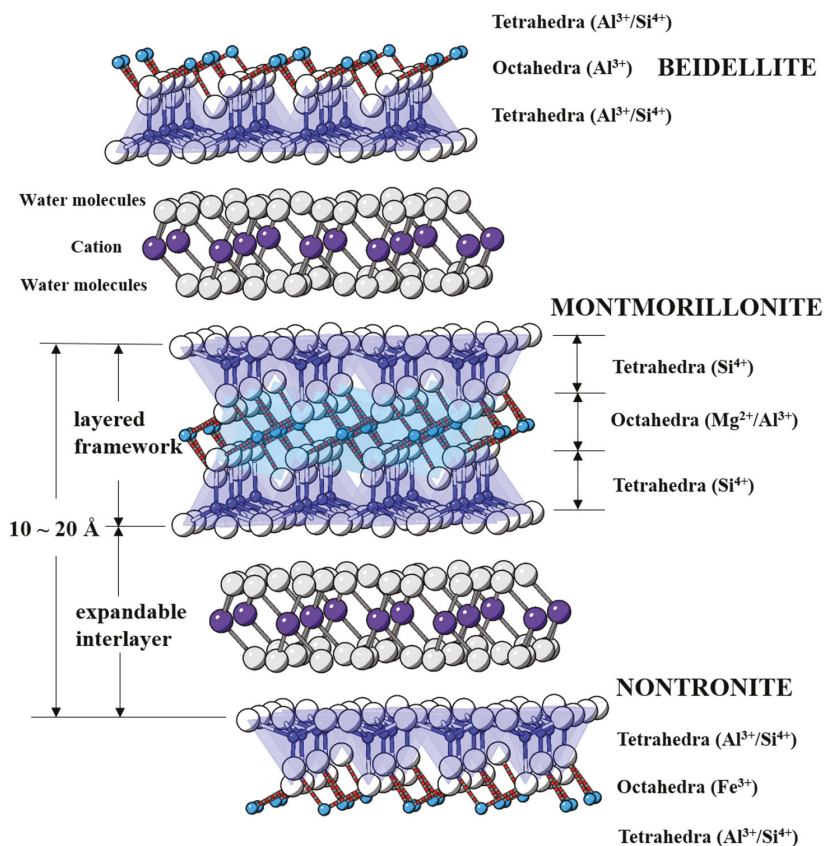 Tetrahedra (Al³⁺/Si⁴⁺)
Octahedra (Al³⁺) BEIDELLITE
Tetrahedra (Al³⁺/Si⁴⁺)
Water molecules
Cation
Water molecules
MONTMORILLONITE
Tetrahedra (Si⁴⁺)
layered
framework
Octahedra (Mg²⁺/Al³⁺)
Tetrahedra (Si⁴⁺)
10 ~ 20 Å
expandable
interlayer
NONTRONITE
Tetrahedra (Al³⁺/Si⁴⁺)
Octahedra (Fe³⁺)
Tetrahedra (Al³⁺/Si⁴⁺)